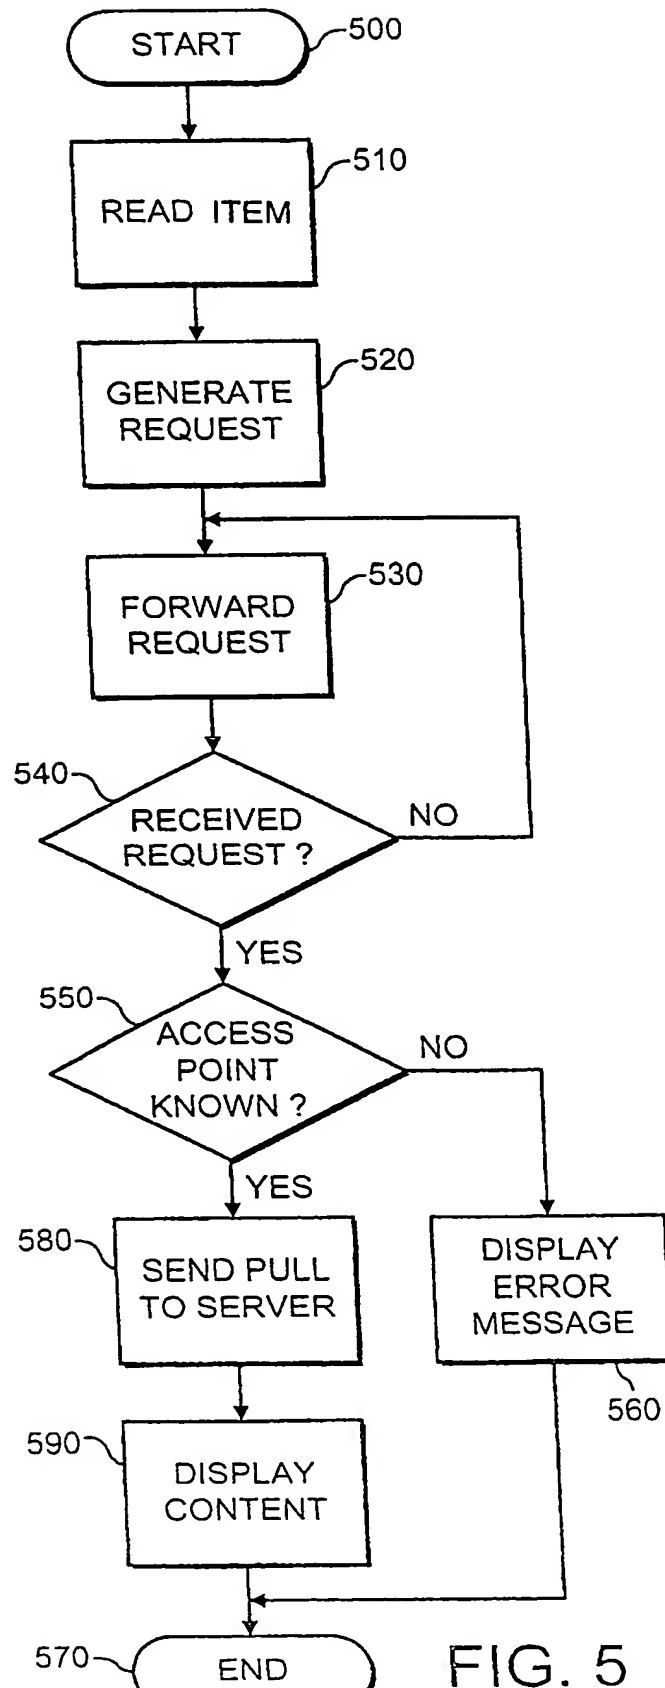 START
500
510
READ ITEM
520
GENERATE
REQUEST
530
FORWARD
REQUEST
540
RECEIVED
REQUEST ?
NO
YES
550
ACCESS
POINT
KNOWN ?
NO
YES
580
SEND PULL
TO SERVER
DISPLAY
ERROR
MESSAGE
560
590
DISPLAY
CONTENT
570
END
FIG. 5